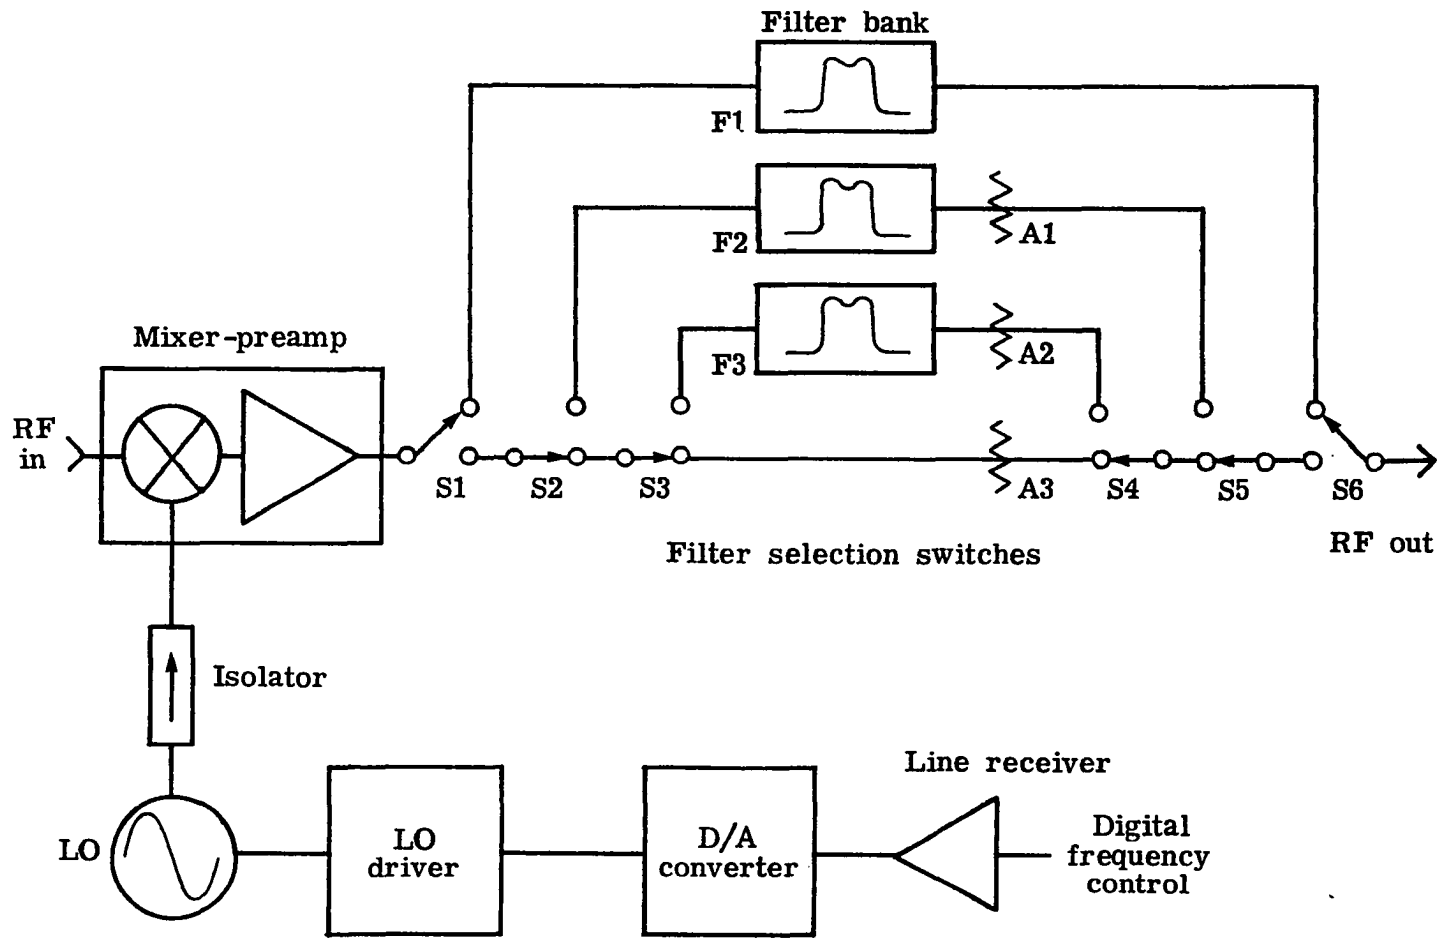 Filter bank
F1
F2
A1
F3
A2
Mixer-preamp
RF
in
S1
S2
S3
A3
S4
S5
S6
RF out
Filter selection switches
Isolator
Line receiver
LO
LO
driver
D/A
converter
Digital
frequency
control